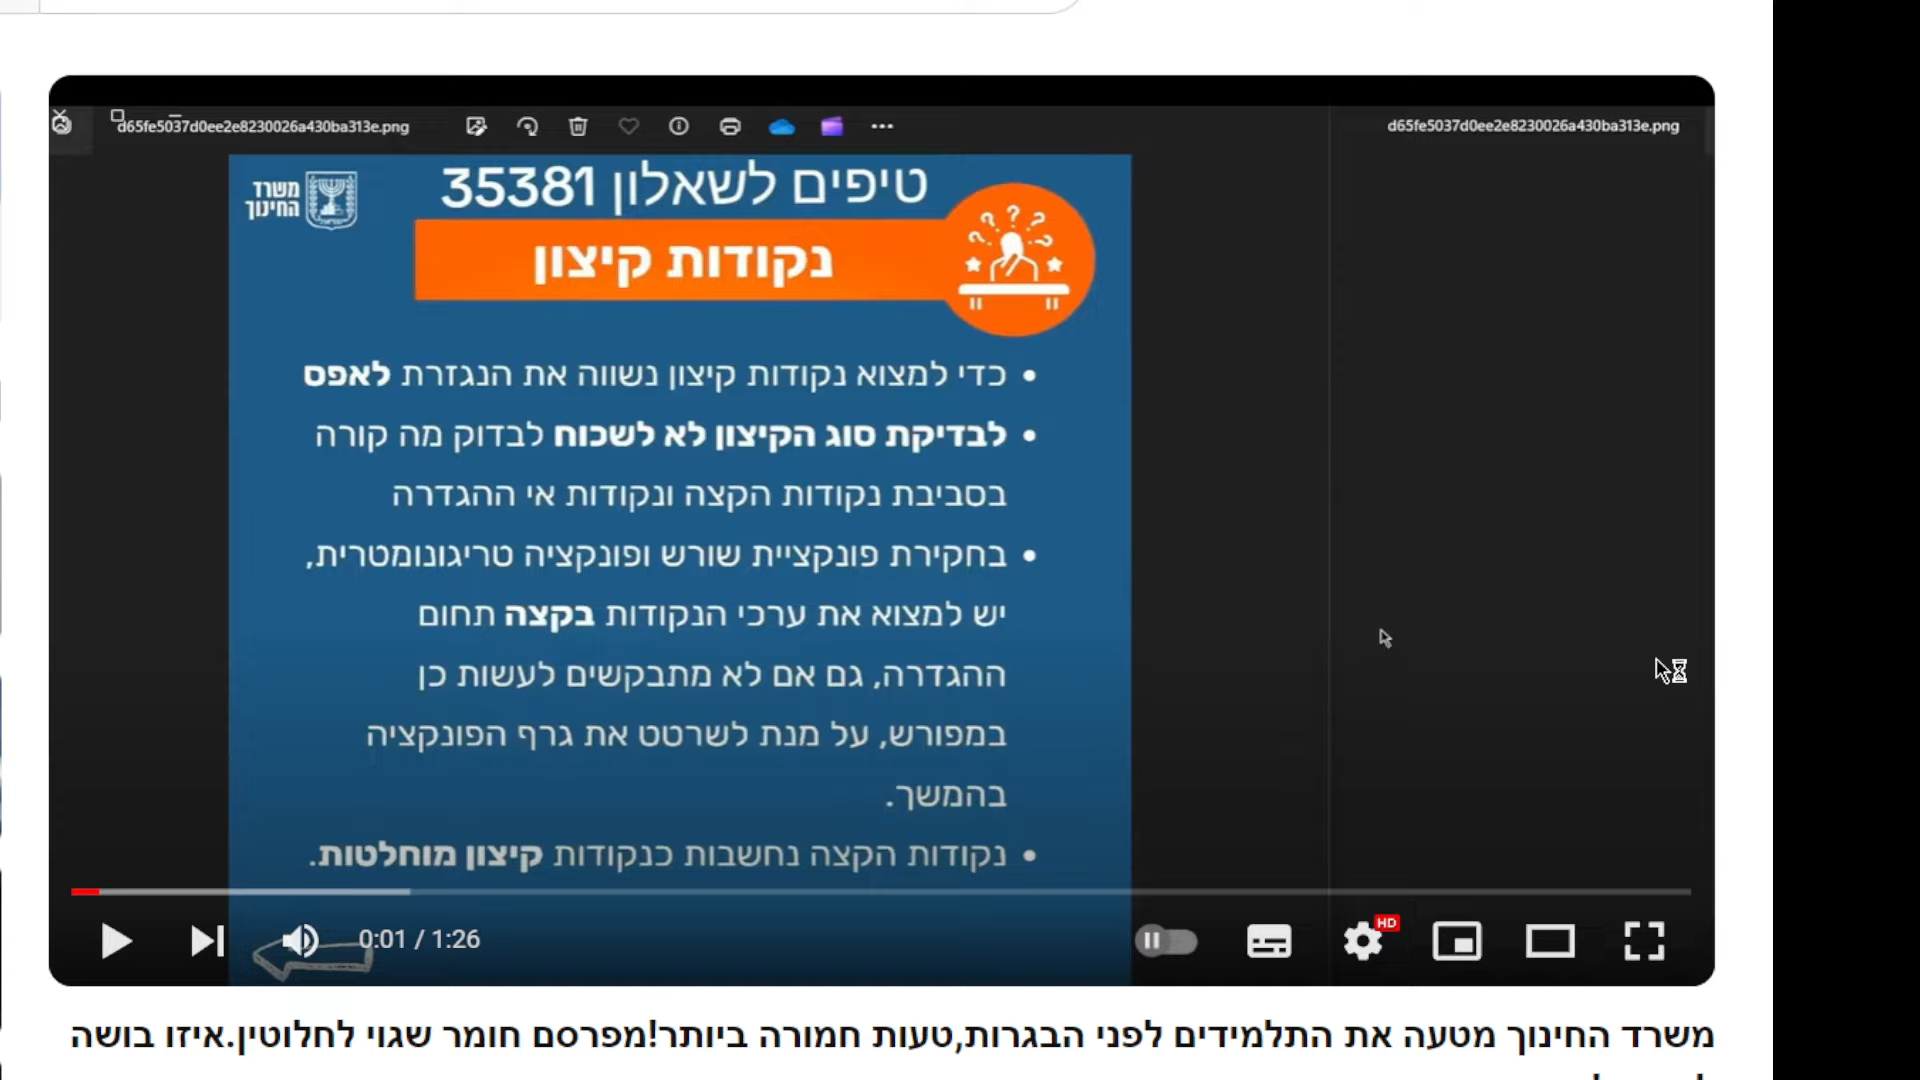 d65fe5037d0ee2e8230026a430ba313e.png
d65fe5037d0ee2e8230026a430ba313e.png
משרד
החינוך
טיפים לשאלון 35381
נקודות קיצון
• כדי למצוא נקודות קיצון נשווה את הנגזרת לאפס
• לבדיקת סוג הקיצון לא לשכוח לבדוק מה קורה
בסביבת נקודות הקצה ונקודות אי ההגדרה
• בחקירת פונקציית שורש ופונקציה טריגונומטרית,
יש למצוא את ערכי הנקודות בקצה תחום
ההגדרה, גם אם לא מתבקשים לעשות כן
במפורש, על מנת לשרטט את גרף הפונקציה
בהמשך.
• נקודות הקצה נחשבות כנקודות קיצון מוחלטות.
0:01 / 1:26
HD
משרד החינוך מטעה את התלמידים לפני הבגרות,טעות חמורה ביותר!מפרסם חומר שגוי לחלוטין.איזו בושה